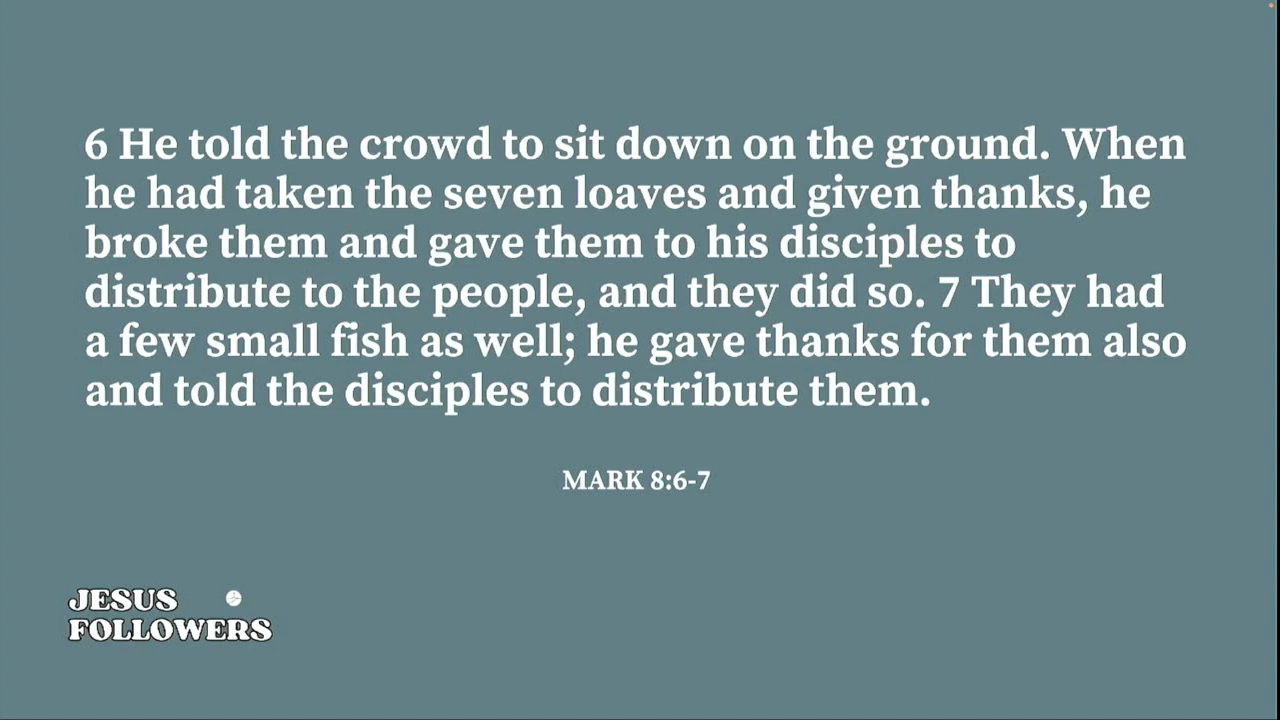 6 He told the crowd to sit down on the ground. When
he had taken the seven loaves and given thanks, he
broke them and gave them to his disciples to
distribute to the people, and they did so. 7 They had
a few small fish as well; he gave thanks for them also
and told the disciples to distribute them.
MARK 8:6-7
JESUS
FOLLOWERS